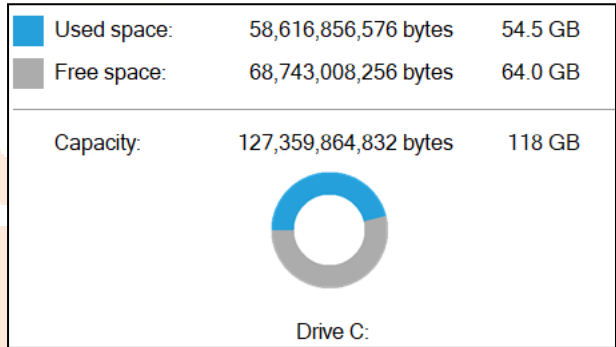 Used space: 58,616,856,576 bytes 54.5 GB
Free space: 68,743,008,256 bytes 64.0 GB
Capacity: 127,359,864,832 bytes 118 GB
Drive C: